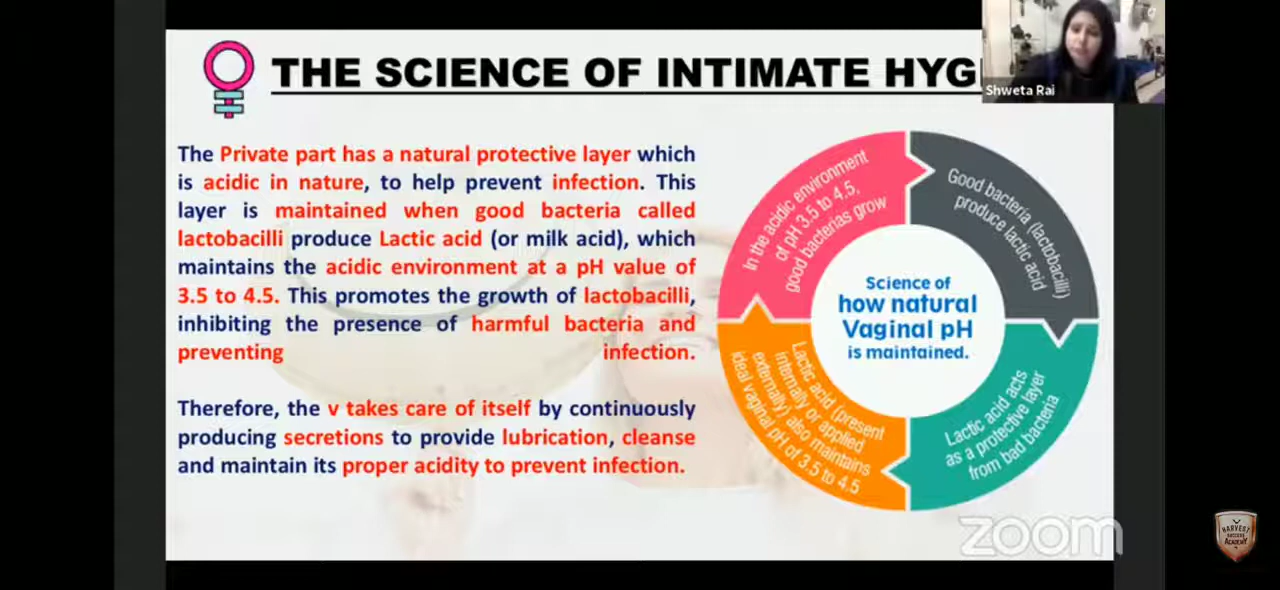 THE SCIENCE OF INTIMATE HYG
Shweta Rai
The Private part has a natural protective layer which
is acidic in nature, to help prevent infection. This
layer is maintained when good bacteria called
lactobacilli produce Lactic acid (or milk acid), which
maintains the acidic environment at a pH value of
3.5 to 4.5. This promotes the growth of lactobacilli,
inhibiting the presence of harmful bacteria and
preventing infection.
Therefore, the v takes care of itself by continuously
producing secretions to provide lubrication, cleanse
and maintain its proper acidity to prevent infection.
In the acidic environment
of pH 3.5 to 4.5,
good bacterias grow
Good bacteria (lactobacilli)
produce lactic acid
Lactic acid acts
as a protective layer
from bad bacteria
Lactic acid (present
internally or applied
externally) also maintains
ideal vaginal pH of 3.5 to 4.5
Science of
how natural
Vaginal pH
is maintained.
zoom
HARVEST
SUCCESS
ACADEMY